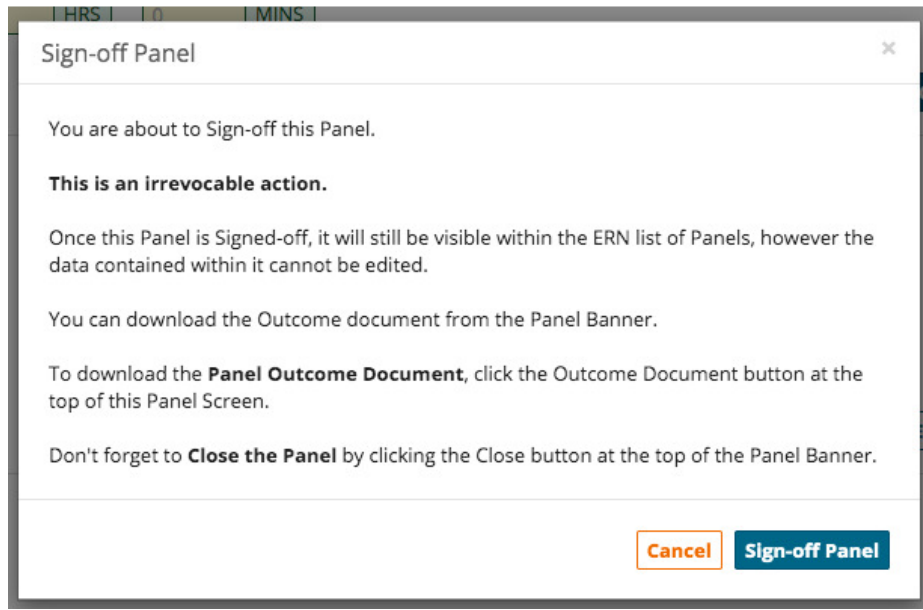 HRS 0 MINS
Sign-off Panel ×
You are about to Sign-off this Panel.
This is an irrevocable action.
Once this Panel is Signed-off, it will still be visible within the ERN list of Panels, however the
data contained within it cannot be edited.
You can download the Outcome document from the Panel Banner.
To download the Panel Outcome Document, click the Outcome Document button at the
top of this Panel Screen.
Don't forget to Close the Panel by clicking the Close button at the top of the Panel Banner.
Cancel Sign-off Panel